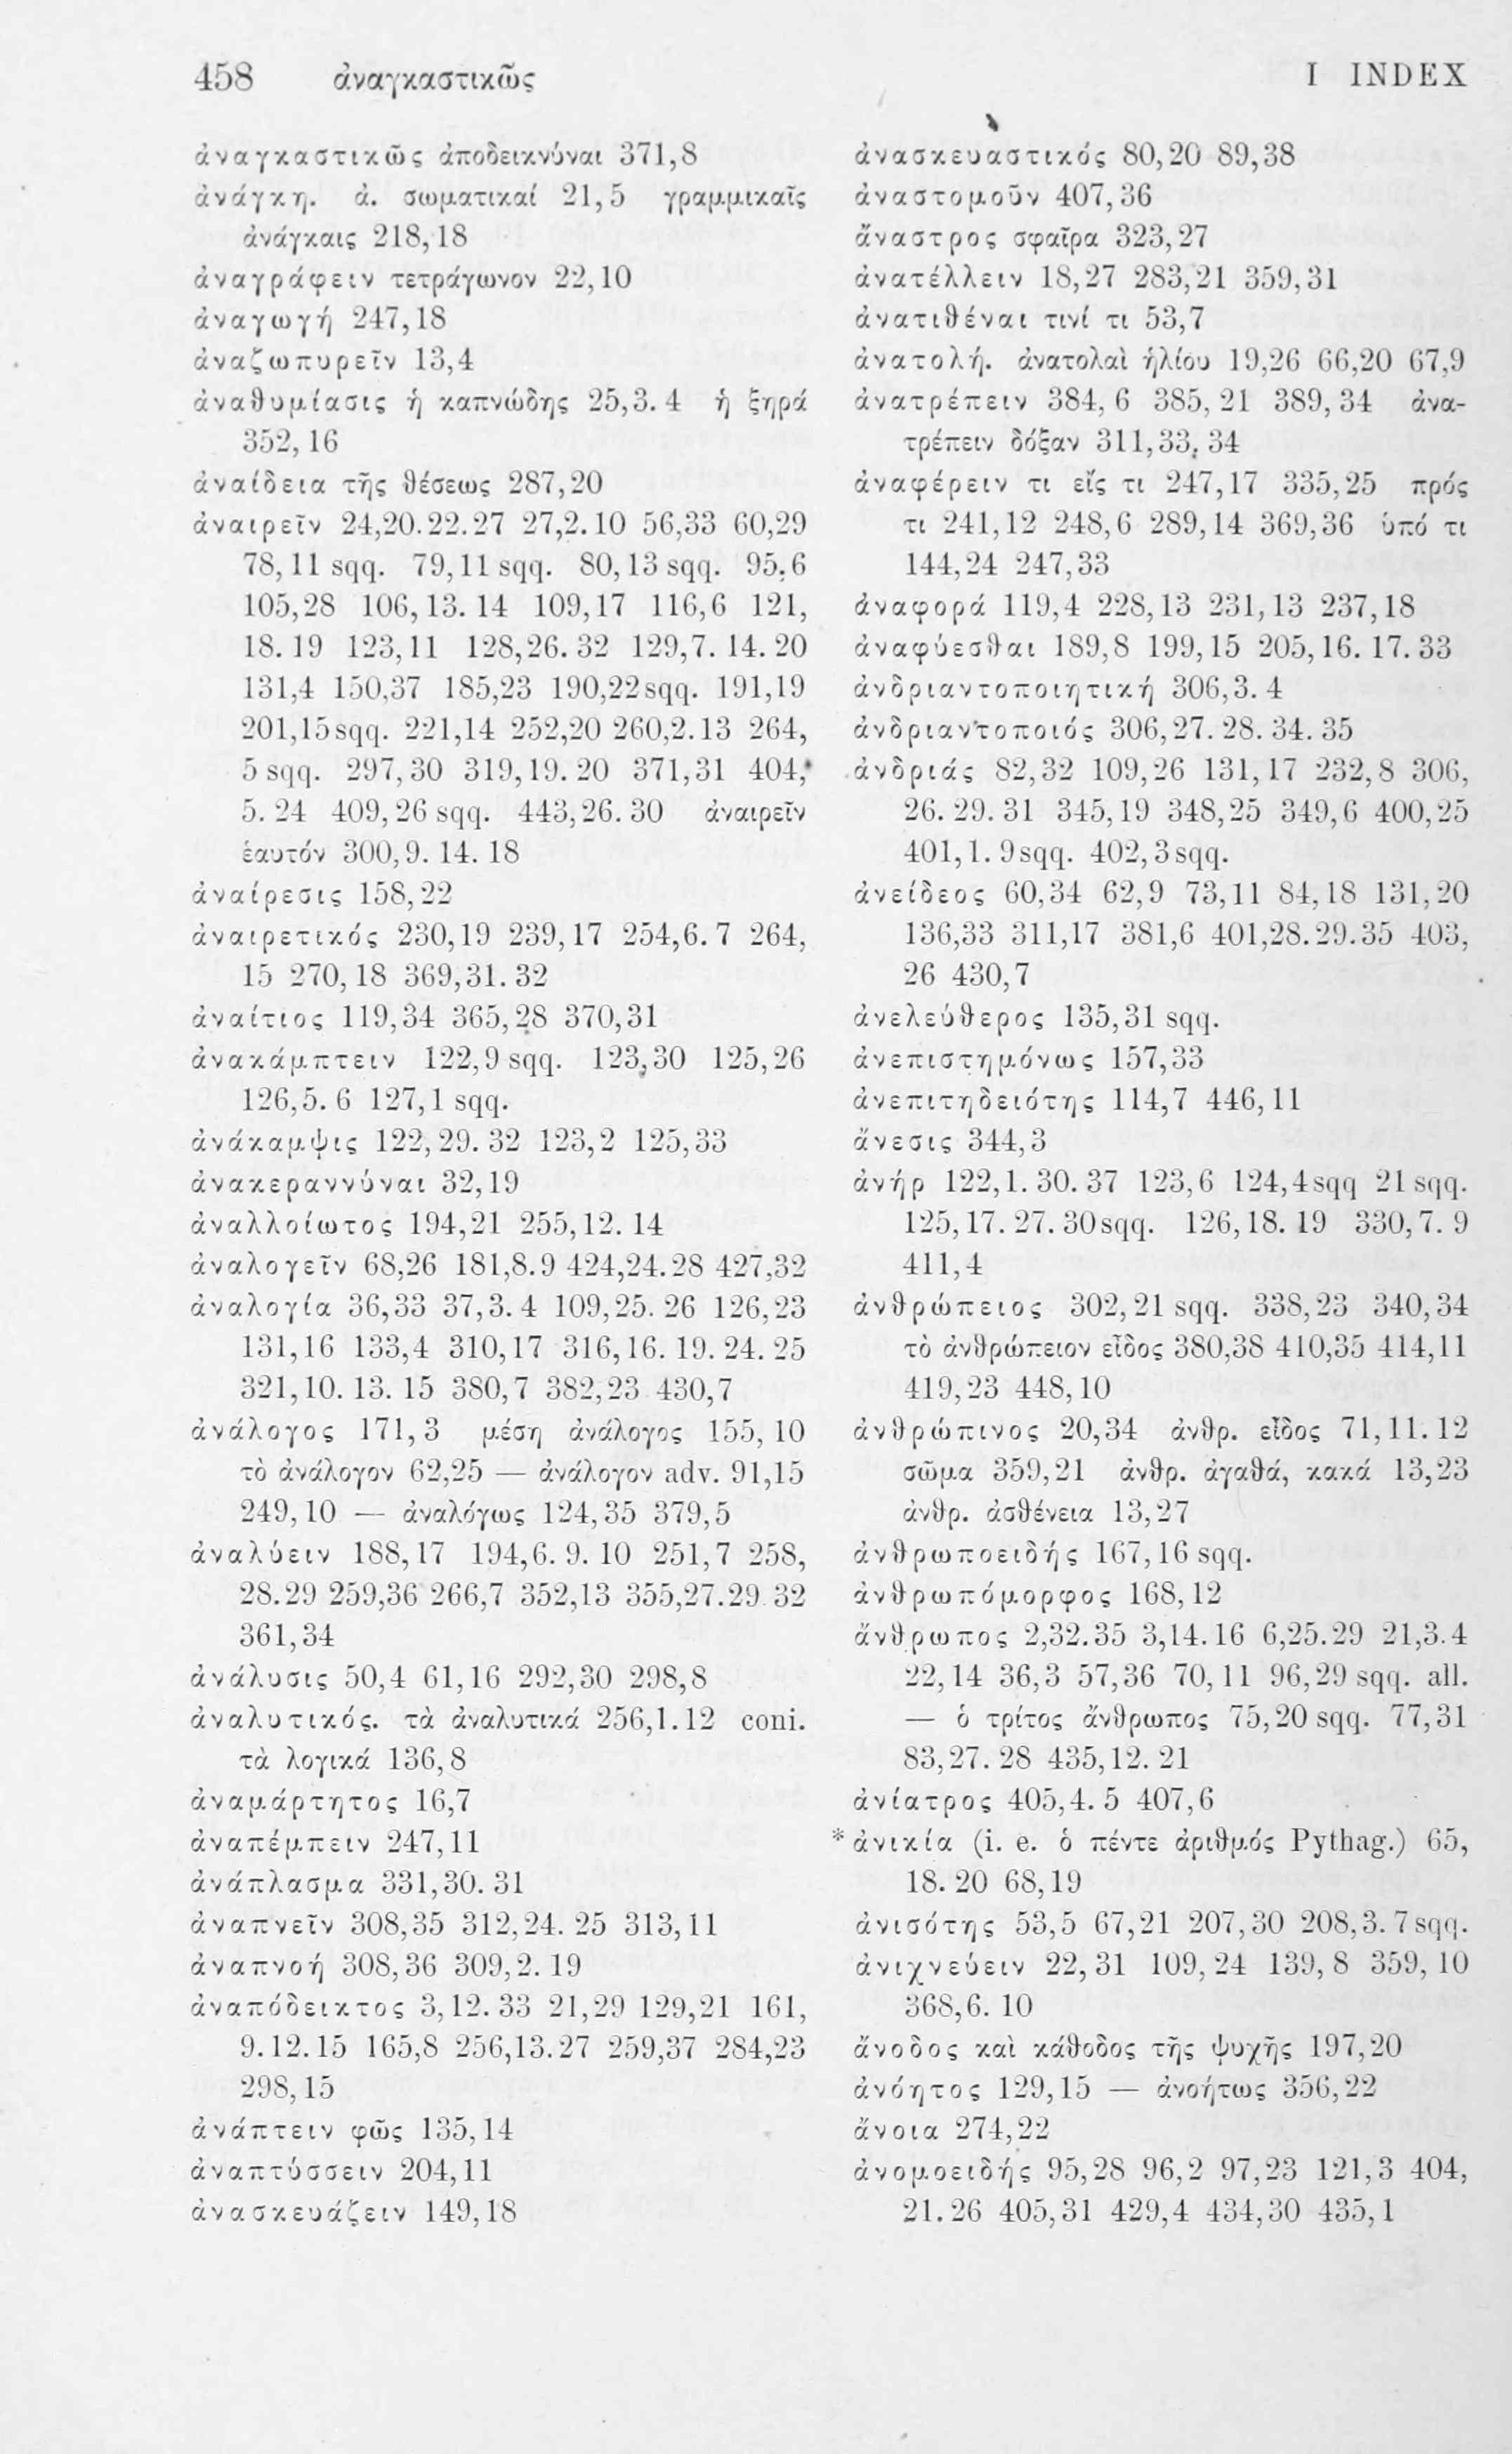 458 ἀναγκαστικῶς I INDEX
ἀναγκαστικῶς ἀποδεικνύναι 371,8
ἀνάγκη. ἀ. σωματικαί 21,5 γραμμικαῖς
ἀνάγκαις 218,18
ἀναγράφειν τετράγωνον 22,10
ἀναγωγή 247,18
ἀναζωπυρεῖν 13,4
ἀναθυμίασις ἡ καπνώδης 25,3. 4 ἡ ξηρά
352,16
ἀναίδεια τῆς θέσεως 287,20
ἀναιρεῖν 24,20. 22. 27 27,2. 10 56,33 60,29
78,11 sqq. 79,11 sqq. 80,13 sqq. 95,6
105,28 106,13. 14 109,17 116,6 121,
18. 19 123,11 128,26. 32 129,7. 14. 20
131,4 150,37 185,23 190,22 sqq. 191,19
201,15 sqq. 221,14 252,20 260,2. 13 264,
5 sqq. 297,30 319,19. 20 371,31 404,
5. 24 409,26 sqq. 443,26. 30 ἀναιρεῖν
ἑαυτόν 300,9. 14. 18
ἀναίρεσις 158,22
ἀναιρετικός 230,19 239,17 254,6. 7 264,
15 270,18 369,31. 32
ἀναίτιος 119,34 365,28 370,31
ἀνακάμπτειν 122,9 sqq. 123,30 125,26
126,5. 6 127,1 sqq.
ἀνάκαμψις 122,29. 32 123,2 125,33
ἀνακεραννύναι 32,19
ἀναλλοίωτος 194,21 255,12. 14
ἀναλογεῖν 68,26 181,8. 9 424,24. 28 427,32
ἀναλογία 36,33 37,3. 4 109,25. 26 126,23
131,16 133,4 310,17 316,16. 19. 24. 25
321,10. 13. 15 380,7 382,23 430,7
ἀνάλογος 171,3 μέση ἀνάλογος 155,10
τὸ ἀνάλογον 62,25 — ἀνάλογον adv. 91,15
249,10 — ἀναλόγως 124,35 379,5
ἀναλύειν 188,17 194,6. 9. 10 251,7 258,
28. 29 259,36 266,7 352,13 355,27. 29. 32
361,34
ἀνάλυσις 50,4 61,16 292,30 298,8
ἀναλυτικός. τὰ ἀναλυτικά 256,1. 12 coni.
τὰ λογικά 136,8
ἀναμάρτητος 16,7
ἀναπέμπειν 247,11
ἀνάπλασμα 331,30. 31
ἀναπνεῖν 308,35 312,24. 25 313,11
ἀναπνοή 308,36 309,2. 19
ἀναπόδεικτος 3,12. 33 21,29 129,21 161,
9. 12. 15 165,8 256,13. 27 259,37 284,23
298,15
ἀνάπτειν φῶς 135,14
ἀναπτύσσειν 204,11
ἀνασκευάζειν 149,18
ἀνασκευαστικός 80,20 89,38
ἀναστομοῦν 407,36
ἄναστρος σφαῖρα 323,27
ἀνατέλλειν 18,27 283,21 359,31
ἀνατιθέναι τινί τι 53,7
ἀνατολή. ἀνατολαὶ ἡλίου 19,26 66,20 67,9
ἀνατρέπειν 384,6 385,21 389,34 ἀνα-
τρέπειν δόξαν 311,33. 34
ἀναφέρειν τι εἴς τι 247,17 335,25 πρός
τι 241,12 248,6 289,14 369,36 ὑπό τι
144,24 247,33
ἀναφορά 119,4 228,13 231,13 237,18
ἀναφύεσθαι 189,8 199,15 205,16. 17. 33
ἀνδριαντοποιητική 306,3. 4
ἀνδριαντοποιός 306,27. 28. 34. 35
ἀνδριάς 82,32 109,26 131,17 232,8 306,
26. 29. 31 345,19 348,25 349,6 400,25
401,1. 9 sqq. 402,3 sqq.
ἀνείδεος 60,34 62,9 73,11 84,18 131,20
136,33 311,17 381,6 401,28. 29. 35 403,
26 430,7
ἀνελεύθερος 135,31 sqq.
ἀνεπιστημόνως 157,33
ἀνεπιτηδειότης 114,7 446,11
ἄνεσις 344,3
ἀνήρ 122,1. 30. 37 123,6 124,4 sqq 21 sqq.
125,17. 27. 30 sqq. 126,18. 19 330,7. 9
411,4
ἀνθρώπειος 302,21 sqq. 338,23 340,34
τὸ ἀνθρώπειον εἶδος 380,38 410,35 414,11
419,23 448,10
ἀνθρώπινος 20,34 ἀνθρ. εἶδος 71,11. 12
σῶμα 359,21 ἀνθρ. ἀγαθά, κακά 13,23
ἀνθρ. ἀσθένεια 13,27
ἀνθρωποειδής 167,16 sqq.
ἀνθρωπόμορφος 168,12
ἄνθρωπος 2,32. 35 3,14. 16 6,25. 29 21,3. 4
22,14 36,3 57,36 70,11 96,29 sqq. all.
— ὁ τρίτος ἄνθρωπος 75,20 sqq. 77,31
83,27. 28 435,12. 21
ἀνίατρος 405,4. 5 407,6
*ἀνικία (i. e. ὁ πέντε ἀριθμός Pythag.) 65,
18. 20 68,19
ἀνισότης 53,5 67,21 207,30 208,3. 7 sqq.
ἀνιχνεύειν 22,31 109,24 139,8 359,10
368,6. 10
ἄνοδος καὶ κάθοδος τῆς ψυχῆς 197,20
ἀνόητος 129,15 — ἀνοήτως 356,22
ἄνοια 274,22
ἀνομοειδής 95,28 96,2 97,23 121,3 404,
21. 26 405,31 429,4 434,30 435,1